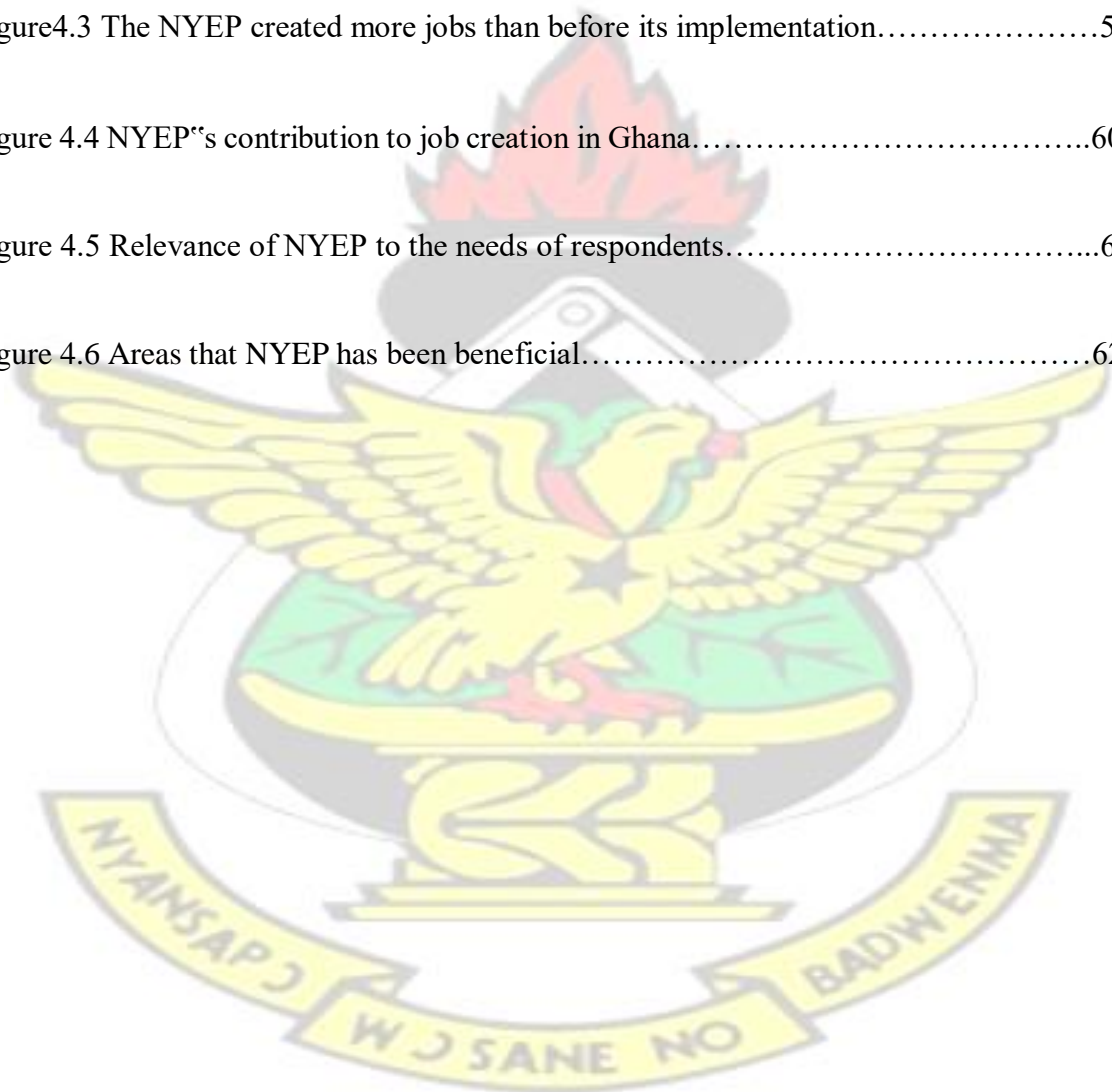 gure4.3 The NYEP created more jobs than before its implementation…………………5
gure 4.4 NYEP‟s contribution to job creation in Ghana………………………………..60
gure 4.5 Relevance of NYEP to the needs of respondents……………………………...6
gure 4.6 Areas that NYEP has been beneficial…………………………………………62
NYANSAPƆ
WƆSANE NO
BADWENMA